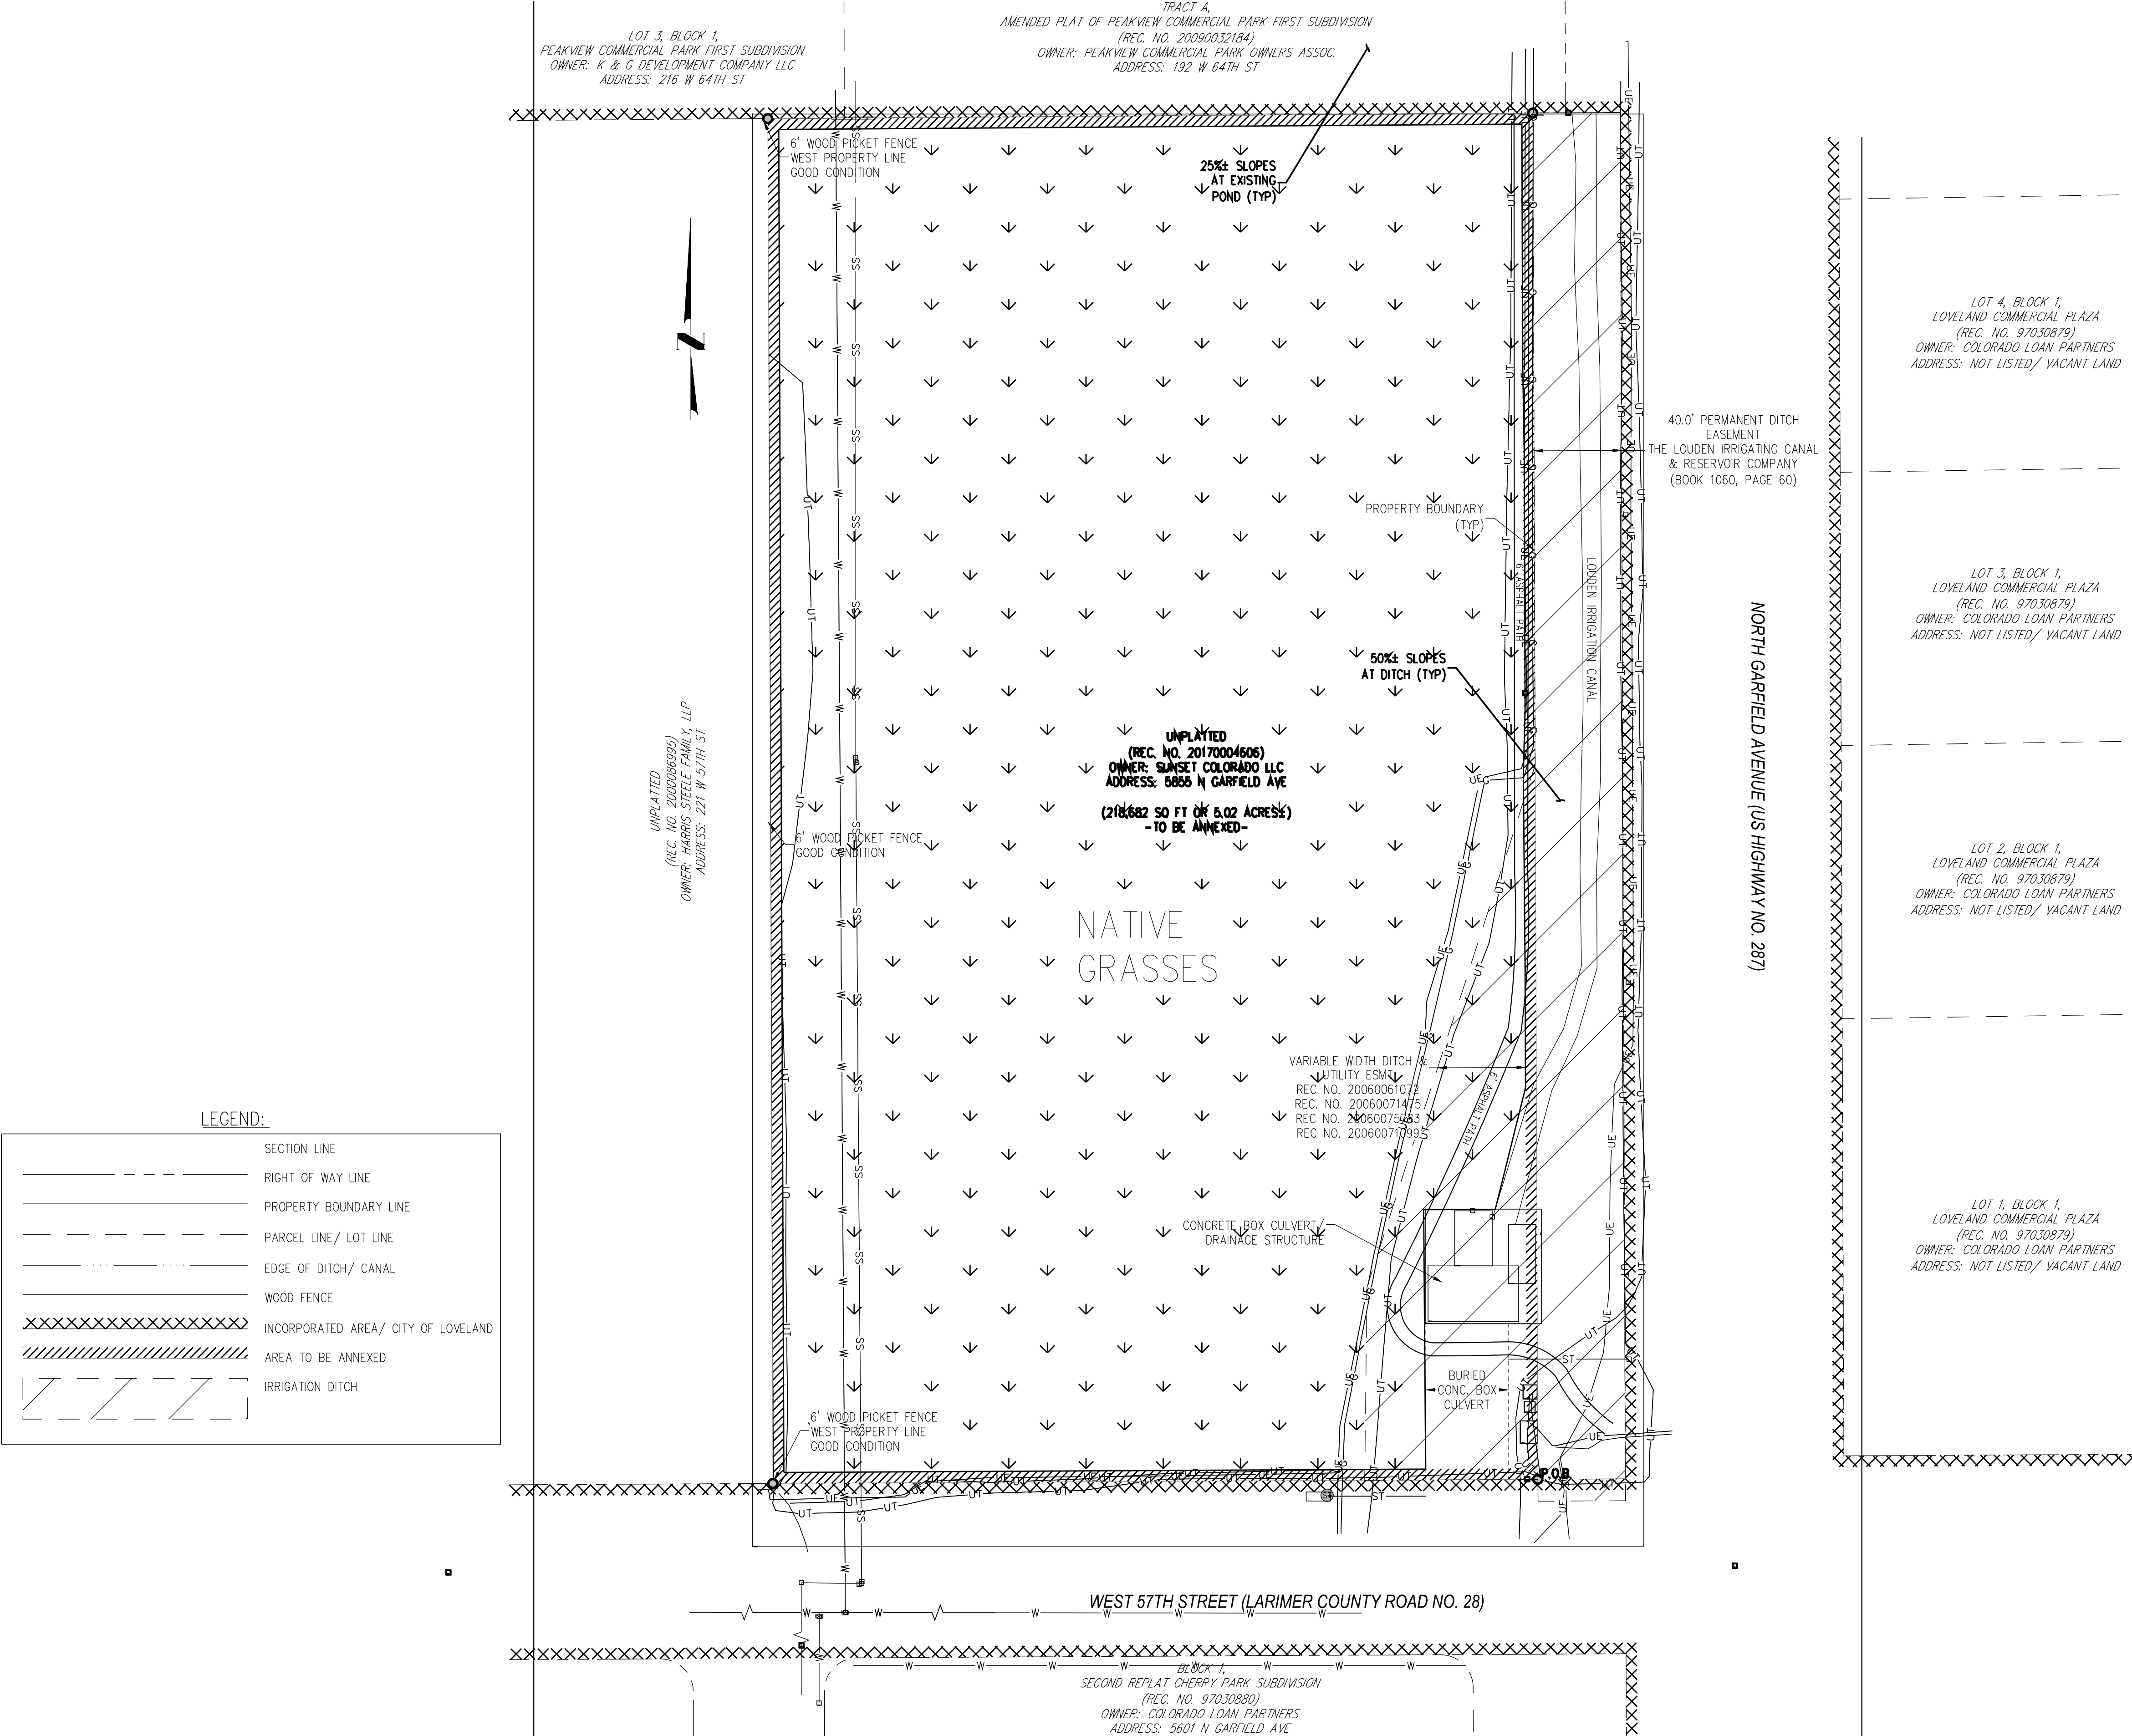 LOT 3, BLOCK 1,
PEAKVIEW COMMERCIAL PARK FIRST SUBDIVISION
OWNER: K & G DEVELOPMENT COMPANY LLC
ADDRESS: 216 W 64TH ST
TRACT A,
AMENDED PLAT OF PEAKVIEW COMMERCIAL PARK FIRST SUBDIVISION
(REC. NO. 20090032184)
OWNER: PEAKVIEW COMMERCIAL PARK OWNERS ASSOC.
ADDRESS: 192 W 64TH ST
6' WOOD PICKET FENCE
WEST PROPERTY LINE
GOOD CONDITION
25%± SLOPES
AT EXISTING
POND (TYP)
N
LOT 4, BLOCK 1,
LOVELAND COMMERCIAL PLAZA
(REC. NO. 97030879)
OWNER: COLORADO LOAN PARTNERS
ADDRESS: NOT LISTED/ VACANT LAND
40.0' PERMANENT DITCH
EASEMENT
THE LOUDEN IRRIGATING CANAL
& RESERVOIR COMPANY
(BOOK 1060, PAGE 60)
PROPERTY BOUNDARY
(TYP)
6' ASPHALT PATH
LOUDEN IRRIGATION CANAL
LOT 3, BLOCK 1,
LOVELAND COMMERCIAL PLAZA
(REC. NO. 97030879)
OWNER: COLORADO LOAN PARTNERS
ADDRESS: NOT LISTED/ VACANT LAND
NORTH GARFIELD AVENUE (US HIGHWAY NO. 287)
50%± SLOPES
AT DITCH (TYP)
UNPLATTED
(REC. NO. 20170004606)
OWNER: SUNSET COLORADO LLC
ADDRESS: 5855 N GARFIELD AVE
(218,682 SQ FT OR 5.02 ACRES±)
-TO BE ANNEXED-
UNPLATTED
(REC. NO. 20000086995)
OWNER: HARRIS STEELE FAMILY, LLP
ADDRESS: 221 W 57TH ST
6' WOOD PICKET FENCE
GOOD CONDITION
LOT 2, BLOCK 1,
LOVELAND COMMERCIAL PLAZA
(REC. NO. 97030879)
OWNER: COLORADO LOAN PARTNERS
ADDRESS: NOT LISTED/ VACANT LAND
NATIVE
GRASSES
VARIABLE WIDTH DITCH &
UTILITY ESMT
REC NO. 20060061072
REC. NO. 20060071475
REC NO.
REC NO.
6' ASPHALT PATH
LEGEND:
SECTION LINE
RIGHT OF WAY LINE
PROPERTY BOUNDARY LINE
PARCEL LINE/ LOT LINE
EDGE OF DITCH/ CANAL
WOOD FENCE
INCORPORATED AREA/ CITY OF LOVELAND
AREA TO BE ANNEXED
IRRIGATION DITCH
CONCRETE BOX CULVERT/
DRAINAGE STRUCTURE
LOT 1, BLOCK 1,
LOVELAND COMMERCIAL PLAZA
(REC. NO. 97030879)
OWNER: COLORADO LOAN PARTNERS
ADDRESS: NOT LISTED/ VACANT LAND
BURIED
CONC. BOX
CULVERT
6' WOOD PICKET FENCE
WEST PROPERTY LINE
GOOD CONDITION
P.O.B.
WEST 57TH STREET (LARIMER COUNTY ROAD NO. 28)
BLOCK 1,
SECOND REPLAT CHERRY PARK SUBDIVISION
(REC. NO. 97030880)
OWNER: COLORADO LOAN PARTNERS
ADDRESS: 5601 N GARFIELD AVE